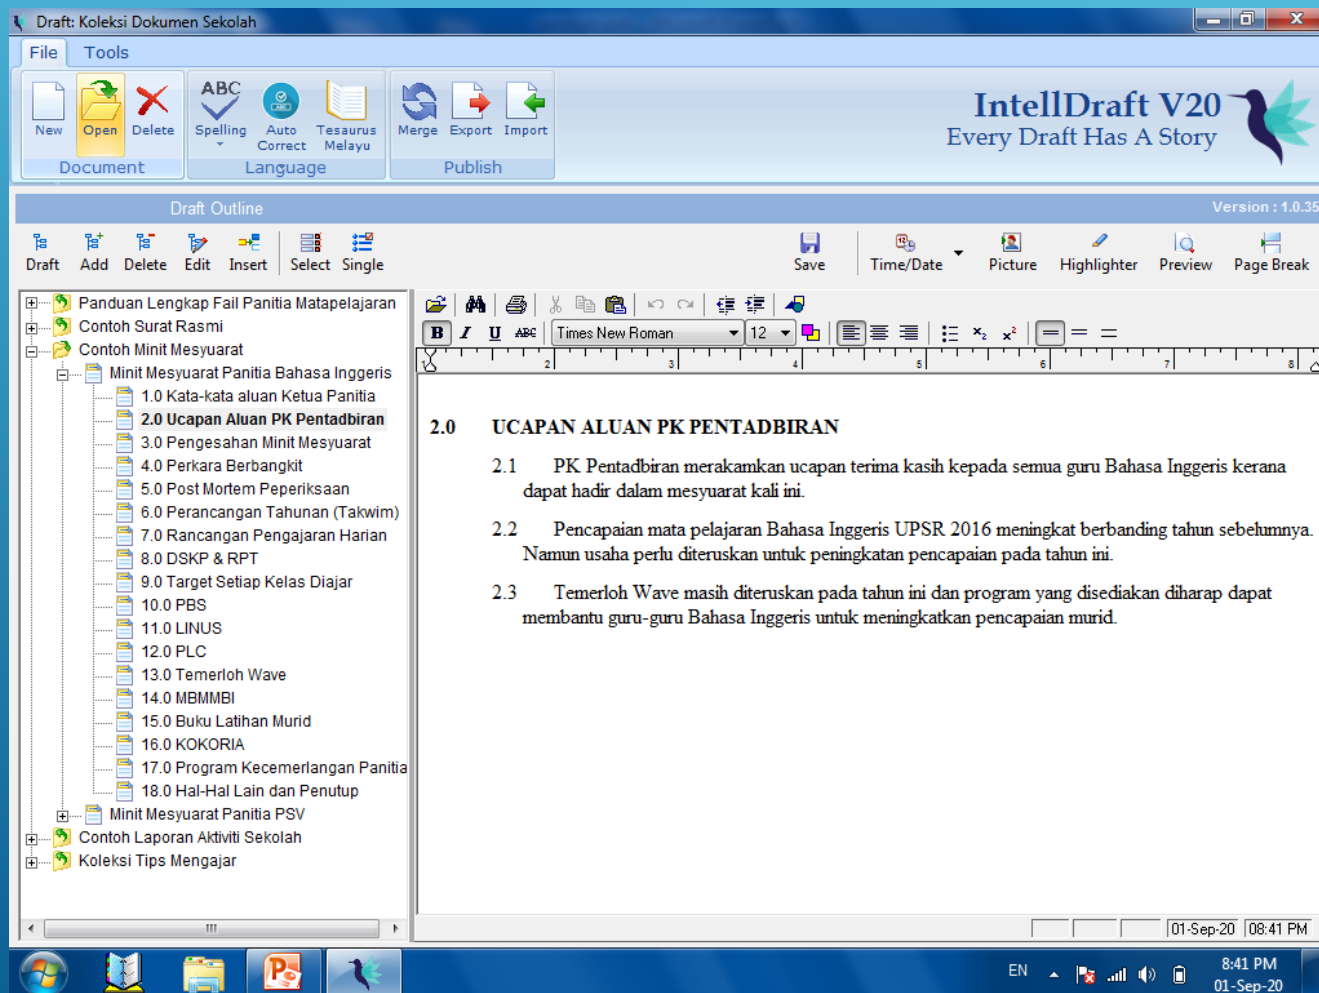 Draft: Koleksi Dokumen Sekolah
File Tools
ABC
New Open Delete Spelling Auto Correct Tesaurus Melayu Merge Export Import
Document Language Publish
IntellDraft V20
Every Draft Has A Story
Draft Outline
Version : 1.0.35
Draft Add Delete Edit Insert Select Single
Save Time/Date Picture Highlighter Preview Page Break
B I U ABC Times New Roman 12
2 3 4 5 6 7 8
Panduan Lengkap Fail Panitia Matapelajaran
Contoh Surat Rasmi
Contoh Minit Mesyuarat
Minit Mesyuarat Panitia Bahasa Inggeris
1.0 Kata-kata aluan Ketua Panitia
2.0 Ucapan Aluan PK Pentadbiran
3.0 Pengesahan Minit Mesyuarat
4.0 Perkara Berbangkit
5.0 Post Mortem Peperiksaan
6.0 Perancangan Tahunan (Takwim)
7.0 Rancangan Pengajaran Harian
8.0 DSKP & RPT
9.0 Target Setiap Kelas Diajar
10.0 PBS
11.0 LINUS
12.0 PLC
13.0 Temerloh Wave
14.0 MBMMBI
15.0 Buku Latihan Murid
16.0 KOKORIA
17.0 Program Kecemerlangan Panitia
18.0 Hal-Hal Lain dan Penutup
Minit Mesyuarat Panitia PSV
Contoh Laporan Aktiviti Sekolah
Koleksi Tips Mengajar
2.0 UCAPAN ALUAN PK PENTADBIRAN
2.1 PK Pentadbiran merakamkan ucapan terima kasih kepada semua guru Bahasa Inggeris kerana
dapat hadir dalam mesyuarat kali ini.
2.2 Pencapaian mata pelajaran Bahasa Inggeris UPSR 2016 meningkat berbanding tahun sebelumnya.
Namun usaha perlu diteruskan untuk peningkatan pencapaian pada tahun ini.
2.3 Temerloh Wave masih diteruskan pada tahun ini dan program yang disediakan diharap dapat
membantu guru-guru Bahasa Inggeris untuk meningkatkan pencapaian murid.
01-Sep-20 08:41 PM
EN
8:41 PM
01-Sep-20